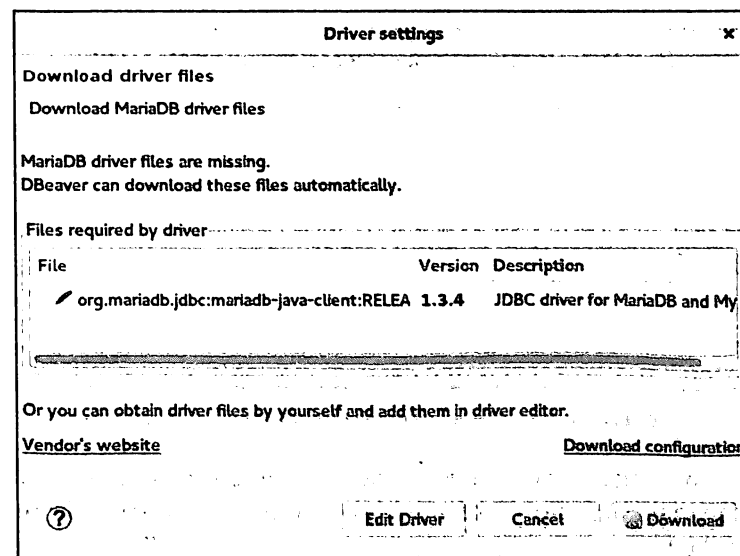 Driver settings x
Download driver files
Download MariaDB driver files
MariaDB driver files are missing.
DBeaver can download these files automatically.
Files required by driver
File Version Description
org.mariadb.jdbc:mariadb-java-client:RELEA 1.3.4 JDBC driver for MariaDB and My
Or you can obtain driver files by yourself and add them in driver editor.
Vendor's website Download configuration
? Edit Driver Cancel Download